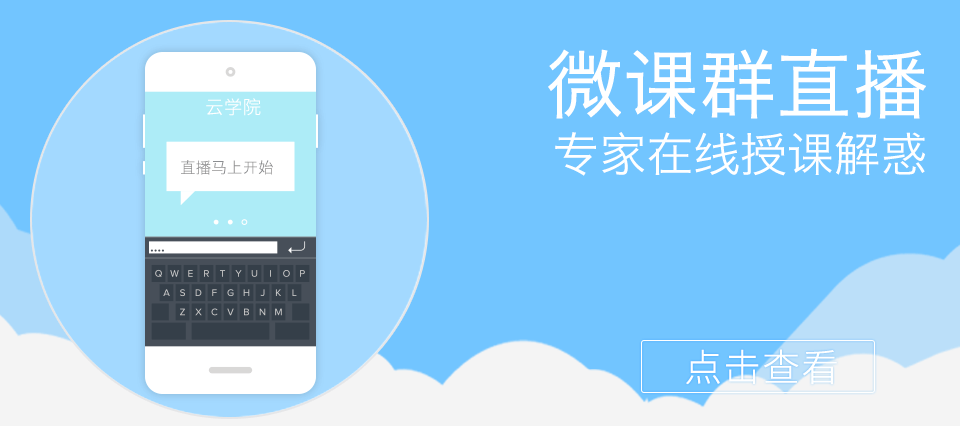 微课群直播
专家在线授课解惑
云学院
直播马上开始
....
Q W E R T Y U I O P
A S D F G H J K L
Z X C V B N M
点击查看